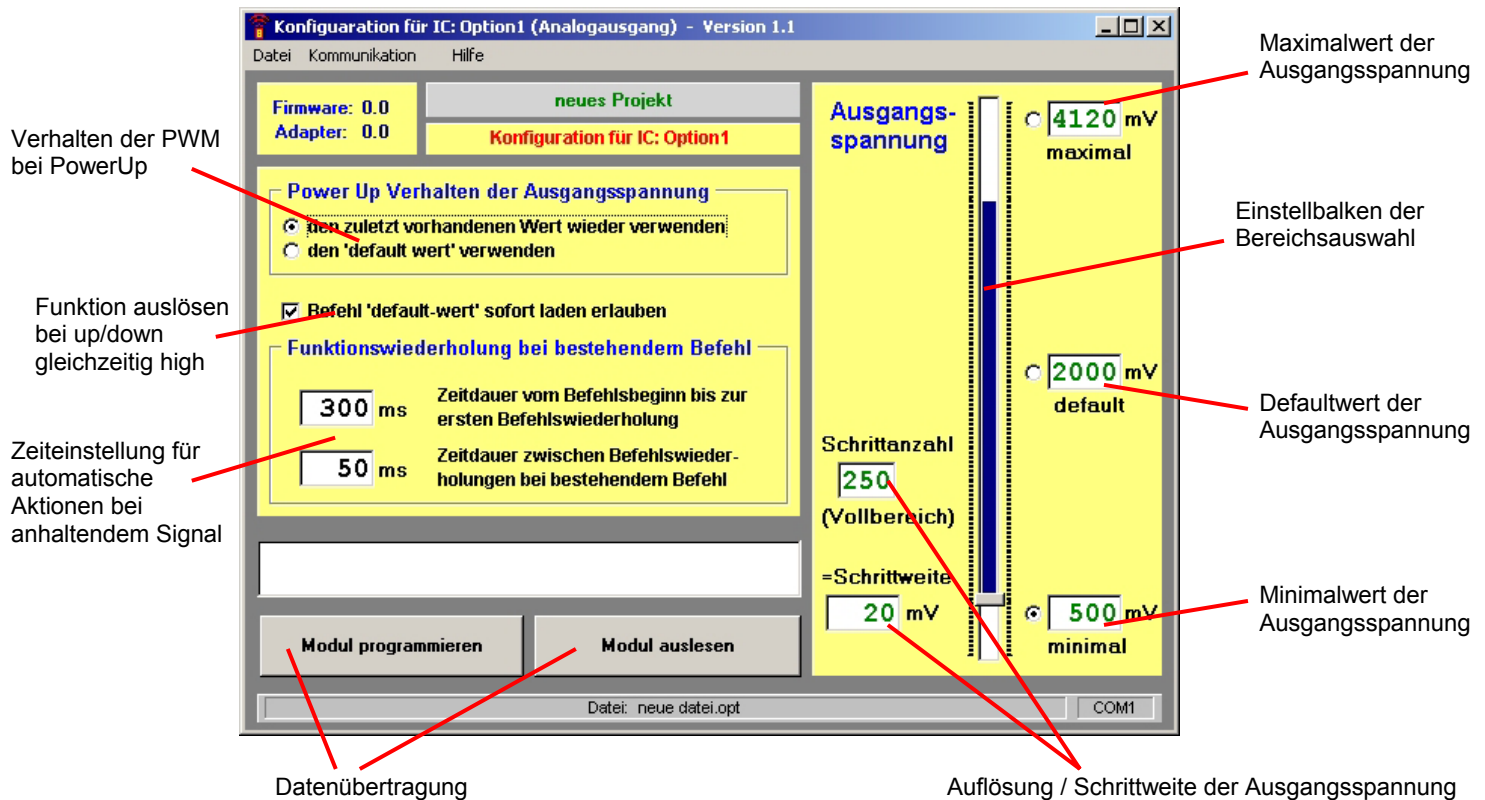 Konfiguaration für IC: Option1 (Analogausgang) - Version 1.1
Datei Kommunikation Hilfe
Firmware: 0.0
Adapter: 0.0
neues Projekt
Konfiguration für IC: Option1
Power Up Verhalten der Ausgangsspannung
den zuletzt vorhandenen Wert wieder verwenden
den 'default wert' verwenden
Befehl 'default-wert' sofort laden erlauben
Funktionswiederholung bei bestehendem Befehl
300 ms
Zeitdauer vom Befehlsbeginn bis zur
ersten Befehlswiederholung
50 ms
Zeitdauer zwischen Befehlswieder-
holungen bei bestehendem Befehl
Modul programmieren
Modul auslesen
Ausgangs-
spannung
4120 mV
maximal
2000 mV
default
Schrittanzahl
250
(Vollbereich)
=Schrittweite
20 mV
500 mV
minimal
Datei: neue datei.opt
COM1
Verhalten der PWM
bei PowerUp
Funktion auslösen
bei up/down
gleichzeitig high
Zeiteinstellung für
automatische
Aktionen bei
anhaltendem Signal
Maximalwert der
Ausgangsspannung
Einstellbalken der
Bereichsauswahl
Defaultwert der
Ausgangsspannung
Minimalwert der
Ausgangsspannung
Datenübertragung
Auflösung / Schrittweite der Ausgangsspannung